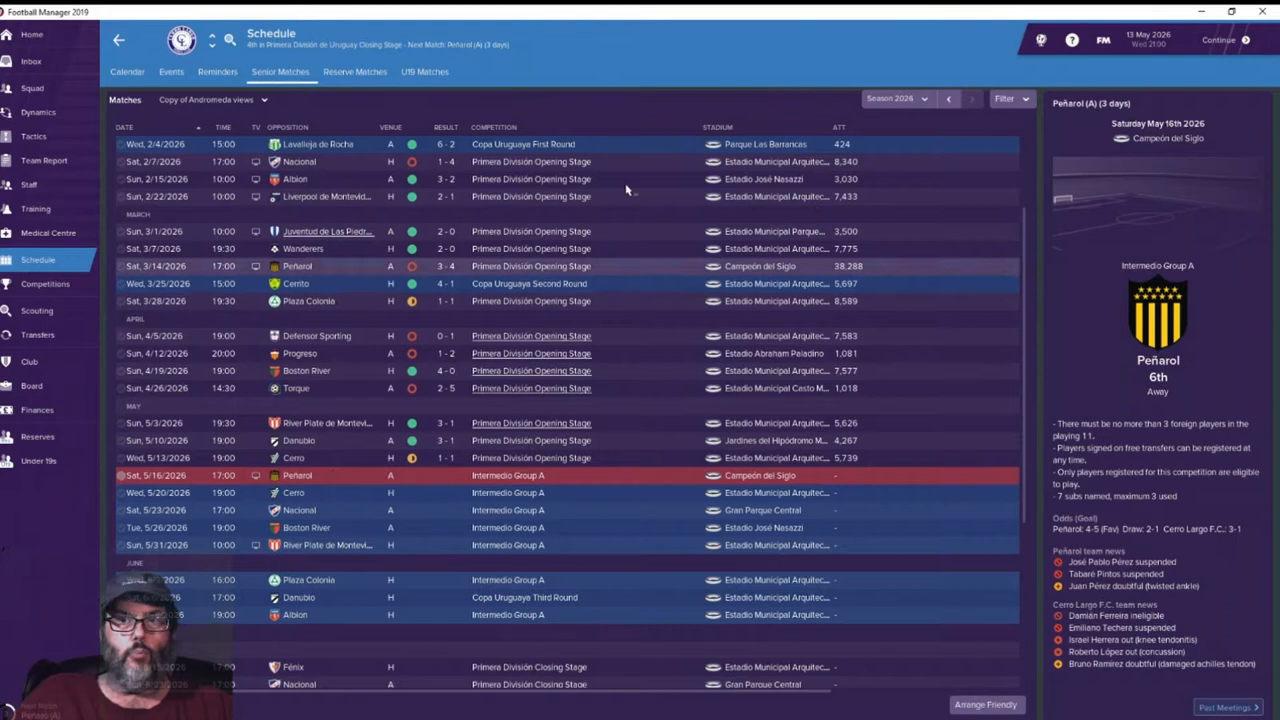 Football Manager 2019
Schedule
4th in Primera División de Uruguay Closing Stage - Next Match: Peñarol (A) (3 days)
13 May 2026
Wed 21:00
FM
Continue
Home
Inbox
Squad
Dynamics
Tactics
Team Report
Staff
Training
Medical Centre
Schedule
Competitions
Scouting
Transfers
Club
Board
Finances
Reserves
Under 19s
Calendar Events Reminders Senior Matches Reserve Matches U19 Matches
Matches Copy of Andromeda views Season 2026 Filter
DATE TIME TV OPPOSITION VENUE RESULT COMPETITION STADIUM ATT
Wed, 2/4/2026 15:00 Lavalleja de Rocha A 6 - 2 Copa Uruguaya First Round Parque Las Barrancas 424
Sat, 2/7/2026 17:00 Nacional H 1 - 4 Primera División Opening Stage Estadio Municipal Arquitec... 8,340
Sun, 2/15/2026 10:00 Albion A 3 - 2 Primera División Opening Stage Estadio José Nasazzi 3,030
Sun, 2/22/2026 10:00 Liverpool de Montevid... H 2 - 1 Primera División Opening Stage Estadio Municipal Arquitec... 7,433
MARCH
Sun, 3/1/2026 10:00 Juventud de Las Piedr... A 2 - 0 Primera División Opening Stage Estadio Municipal Parque... 3,500
Sat, 3/7/2026 19:30 Wanderers H 2 - 0 Primera División Opening Stage Estadio Municipal Arquitec... 7,775
Sat, 3/14/2026 17:00 Peñarol A 3 - 4 Primera División Opening Stage Campeón del Siglo 38,288
Wed, 3/25/2026 15:00 Cerrito H 4 - 1 Copa Uruguaya Second Round Estadio Municipal Arquitec... 5,697
Sat, 3/28/2026 19:30 Plaza Colonia H 1 - 1 Primera División Opening Stage Estadio Municipal Arquitec... 8,589
APRIL
Sun, 4/5/2026 19:00 Defensor Sporting H 0 - 1 Primera División Opening Stage Estadio Municipal Arquitec... 7,583
Sun, 4/12/2026 20:00 Progreso A 1 - 2 Primera División Opening Stage Estadio Abraham Paladino 1,081
Sun, 4/19/2026 19:00 Boston River H 4 - 0 Primera División Opening Stage Estadio Municipal Arquitec... 7,577
Sun, 4/26/2026 14:30 Torque A 2 - 5 Primera División Opening Stage Estadio Municipal Casto M... 1,018
MAY
Sun, 5/3/2026 19:30 River Plate de Montevi... H 3 - 1 Primera División Opening Stage Estadio Municipal Arquitec... 5,626
Sun, 5/10/2026 19:00 Danubio A 3 - 1 Primera División Opening Stage Jardines del Hipódromo M... 4,267
Wed, 5/13/2026 19:00 Cerro H 1 - 1 Primera División Opening Stage Estadio Municipal Arquitec... 5,739
Sat, 5/16/2026 17:00 Peñarol A Intermedio Group A Campeón del Siglo -
Wed, 5/20/2026 19:00 Cerro H Intermedio Group A Estadio Municipal Arquitec... -
Sat, 5/23/2026 17:00 Nacional A Intermedio Group A Gran Parque Central -
Tue, 5/26/2026 19:00 Boston River A Intermedio Group A Estadio José Nasazzi -
Sun, 5/31/2026 10:00 River Plate de Montevi... H Intermedio Group A Estadio Municipal Arquitec... -
JUNE
16:00 Plaza Colonia H Intermedio Group A Estadio Municipal Arquitec... -
17:00 Danubio H Copa Uruguaya Third Round Estadio Municipal Arquitec... -
19:00 Albion H Intermedio Group A Estadio Municipal Arquitec... -
17:00 Fénix H Primera División Closing Stage Estadio Municipal Arquitec... -
17:00 Nacional A Primera División Closing Stage Gran Parque Central -
Arrange Friendly
Peñarol (A) (3 days)
Saturday May 16th 2026
Campeón del Siglo
Intermedio Group A
Peñarol
6th
Away
- There must be no more than 3 foreign players in the
playing 11.
- Players signed on free transfers can be registered at
any time.
- Only players registered for this competition are eligible
to play.
- 7 subs named, maximum 3 used
Odds (Goal)
Peñarol: 4-5 (Fav) Draw: 2-1 Cerro Largo F.C.: 3-1
Peñarol team news
José Pablo Pérez suspended
Tabaré Pintos suspended
Juan Pérez doubtful (twisted ankle)
Cerro Largo F.C. team news
Damián Ferreira ineligible
Emiliano Techera suspended
Israel Herrera out (knee tendonitis)
Roberto López out (concussion)
Bruno Ramírez doubtful (damaged achilles tendon)
Past Meetings
Next Match
Peñarol (A)